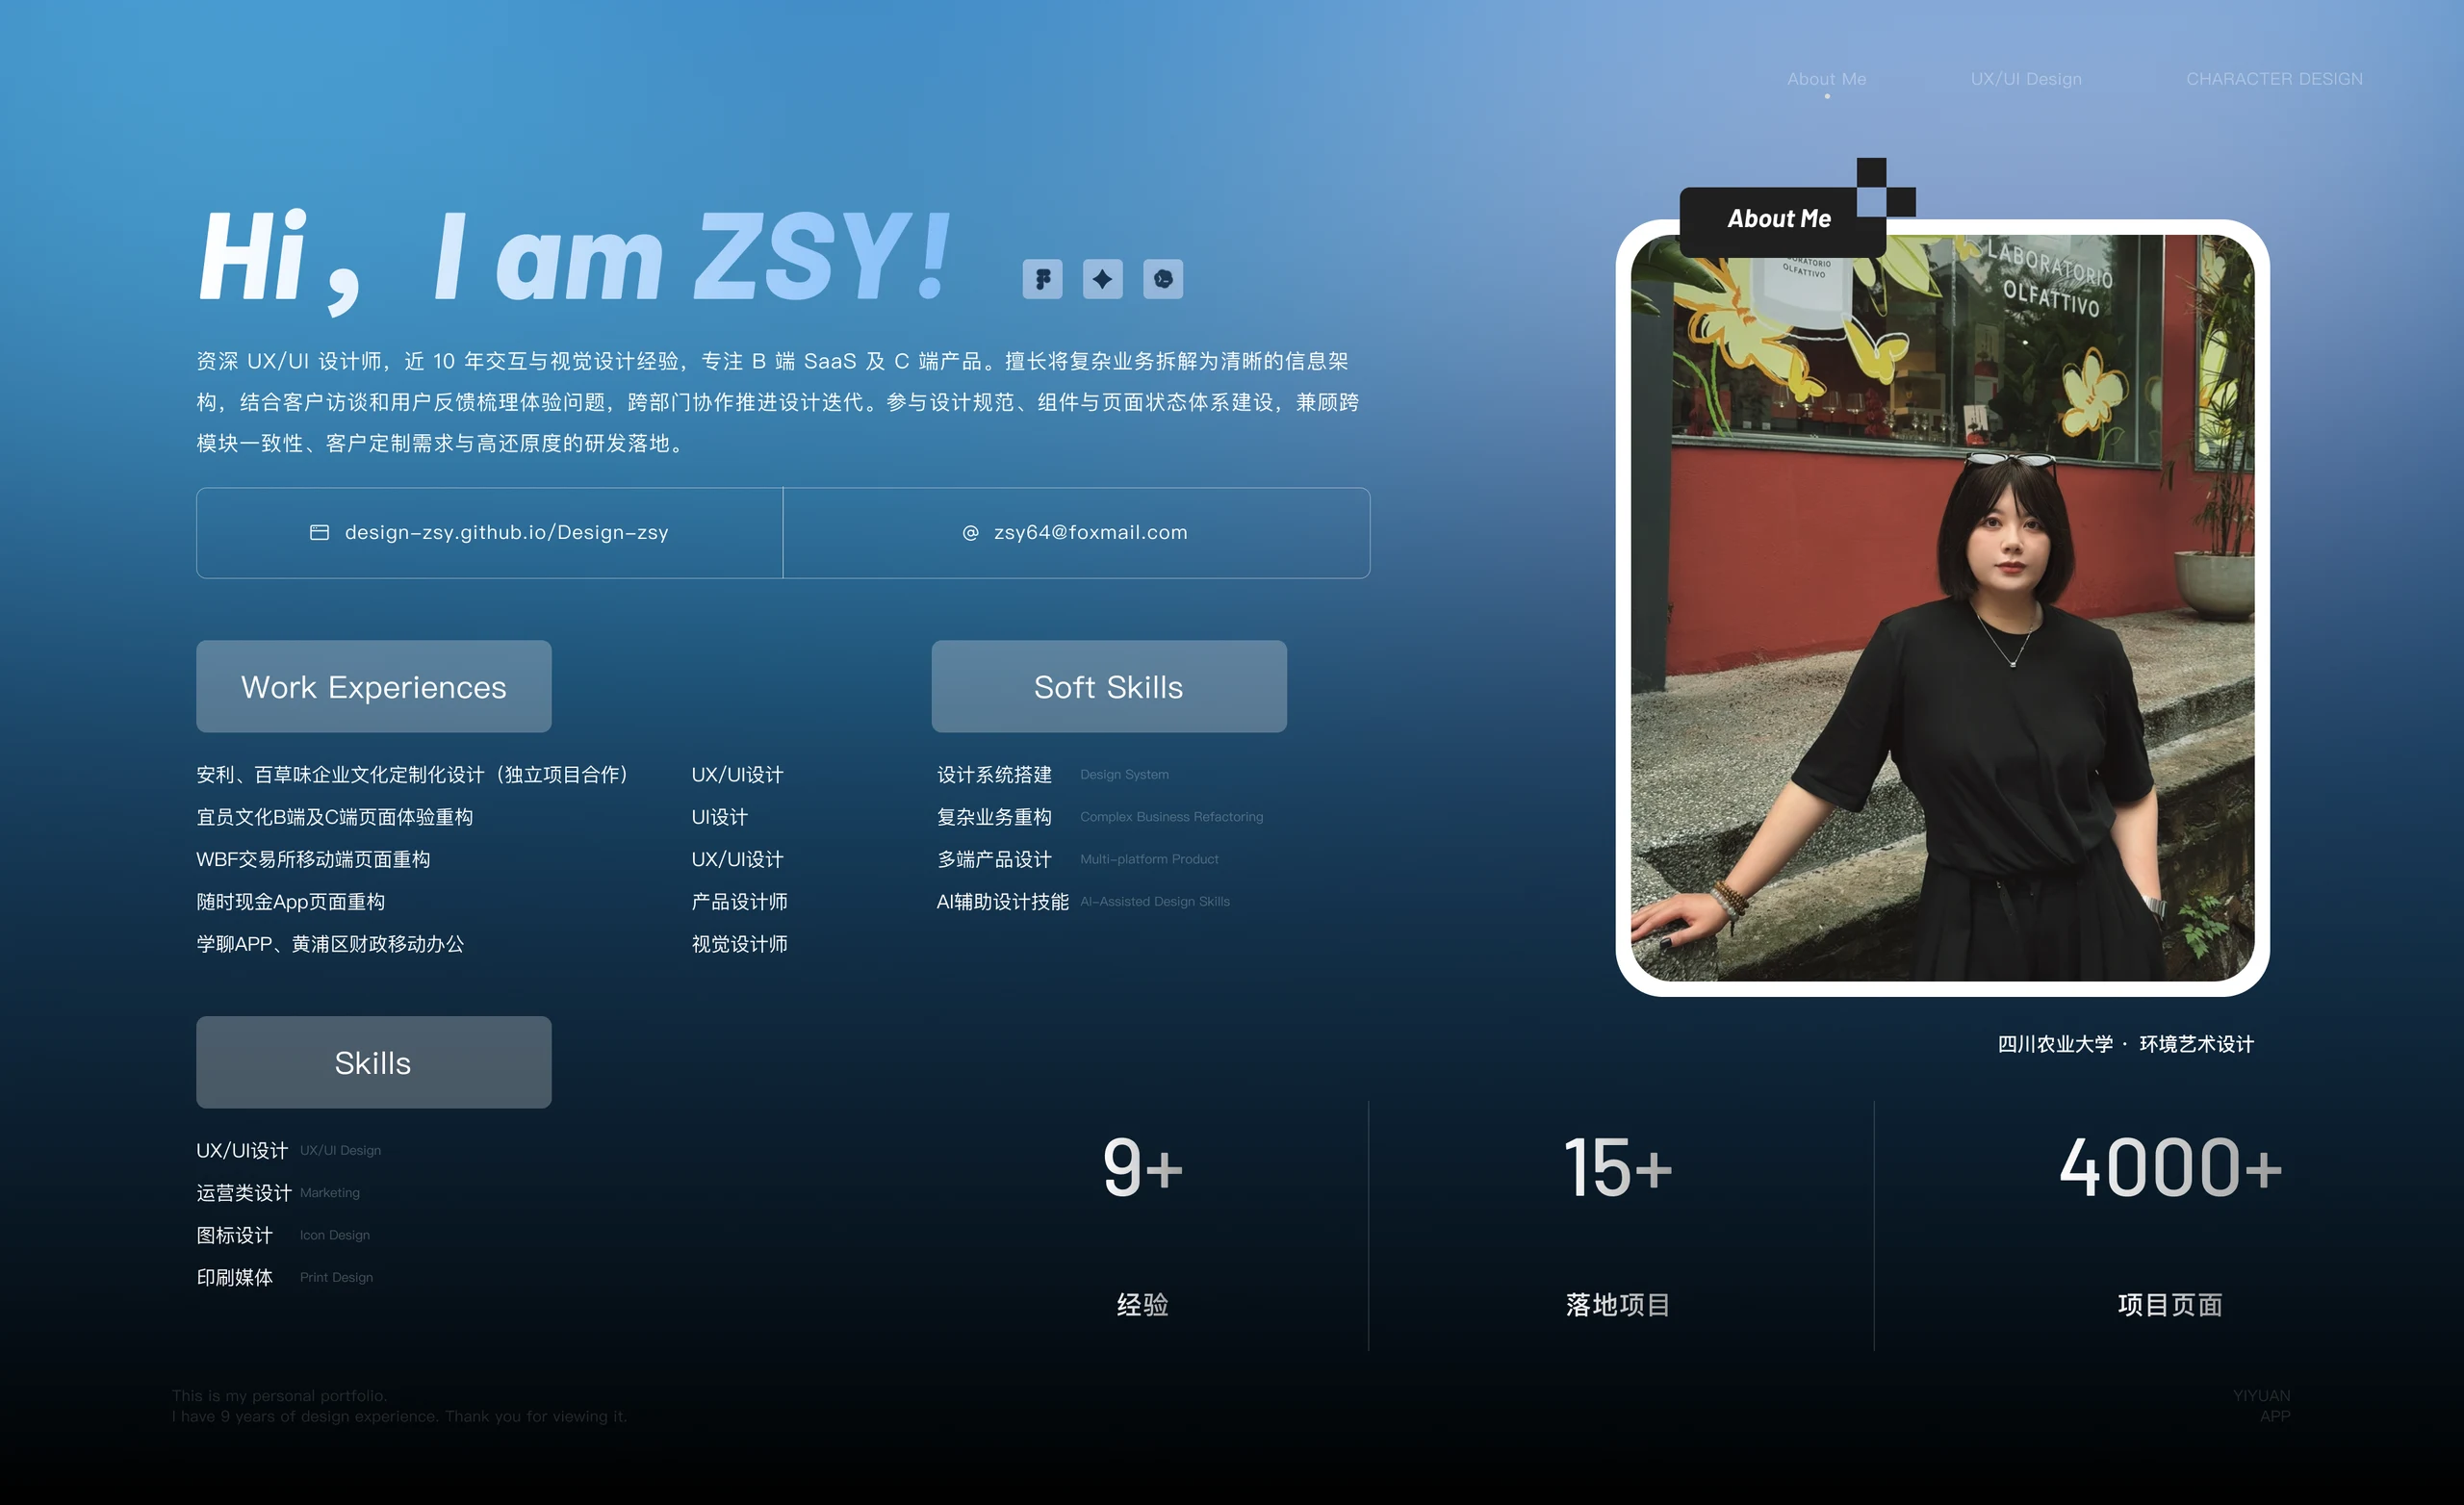 About Me
UX/UI Design
CHARACTER DESIGN
Hi，I am ZSY!
资深 UX/UI 设计师，近 10 年交互与视觉设计经验，专注 B 端 SaaS 及 C 端产品。擅长将复杂业务拆解为清晰的信息架
构，结合客户访谈和用户反馈梳理体验问题，跨部门协作推进设计迭代。参与设计规范、组件与页面状态体系建设，兼顾跨
模块一致性、客户定制需求与高还原度的研发落地。
design-zsy.github.io/Design-zsy
@ zsy64@foxmail.com
About Me
LABORATORIO
OLFATTIVO
OLFATTIVO
Work Experiences
安利、百草味企业文化定制化设计（独立项目合作） UX/UI设计
宜员文化B端及C端页面体验重构 UI设计
WBF交易所移动端页面重构 UX/UI设计
随时现金App页面重构 产品设计师
学聊APP、黄浦区财政移动办公 视觉设计师
Soft Skills
设计系统搭建 Design System
复杂业务重构 Complex Business Refactoring
多端产品设计 Multi-platform Product
AI辅助设计技能 AI-Assisted Design Skills
四川农业大学 · 环境艺术设计
Skills
UX/UI设计 UX/UI Design
运营类设计 Marketing
图标设计 Icon Design
印刷媒体 Print Design
9+
经验
15+
落地项目
4000+
项目页面
This is my personal portfolio.
I have 9 years of design experience. Thank you for viewing it.
YIYUAN
APP